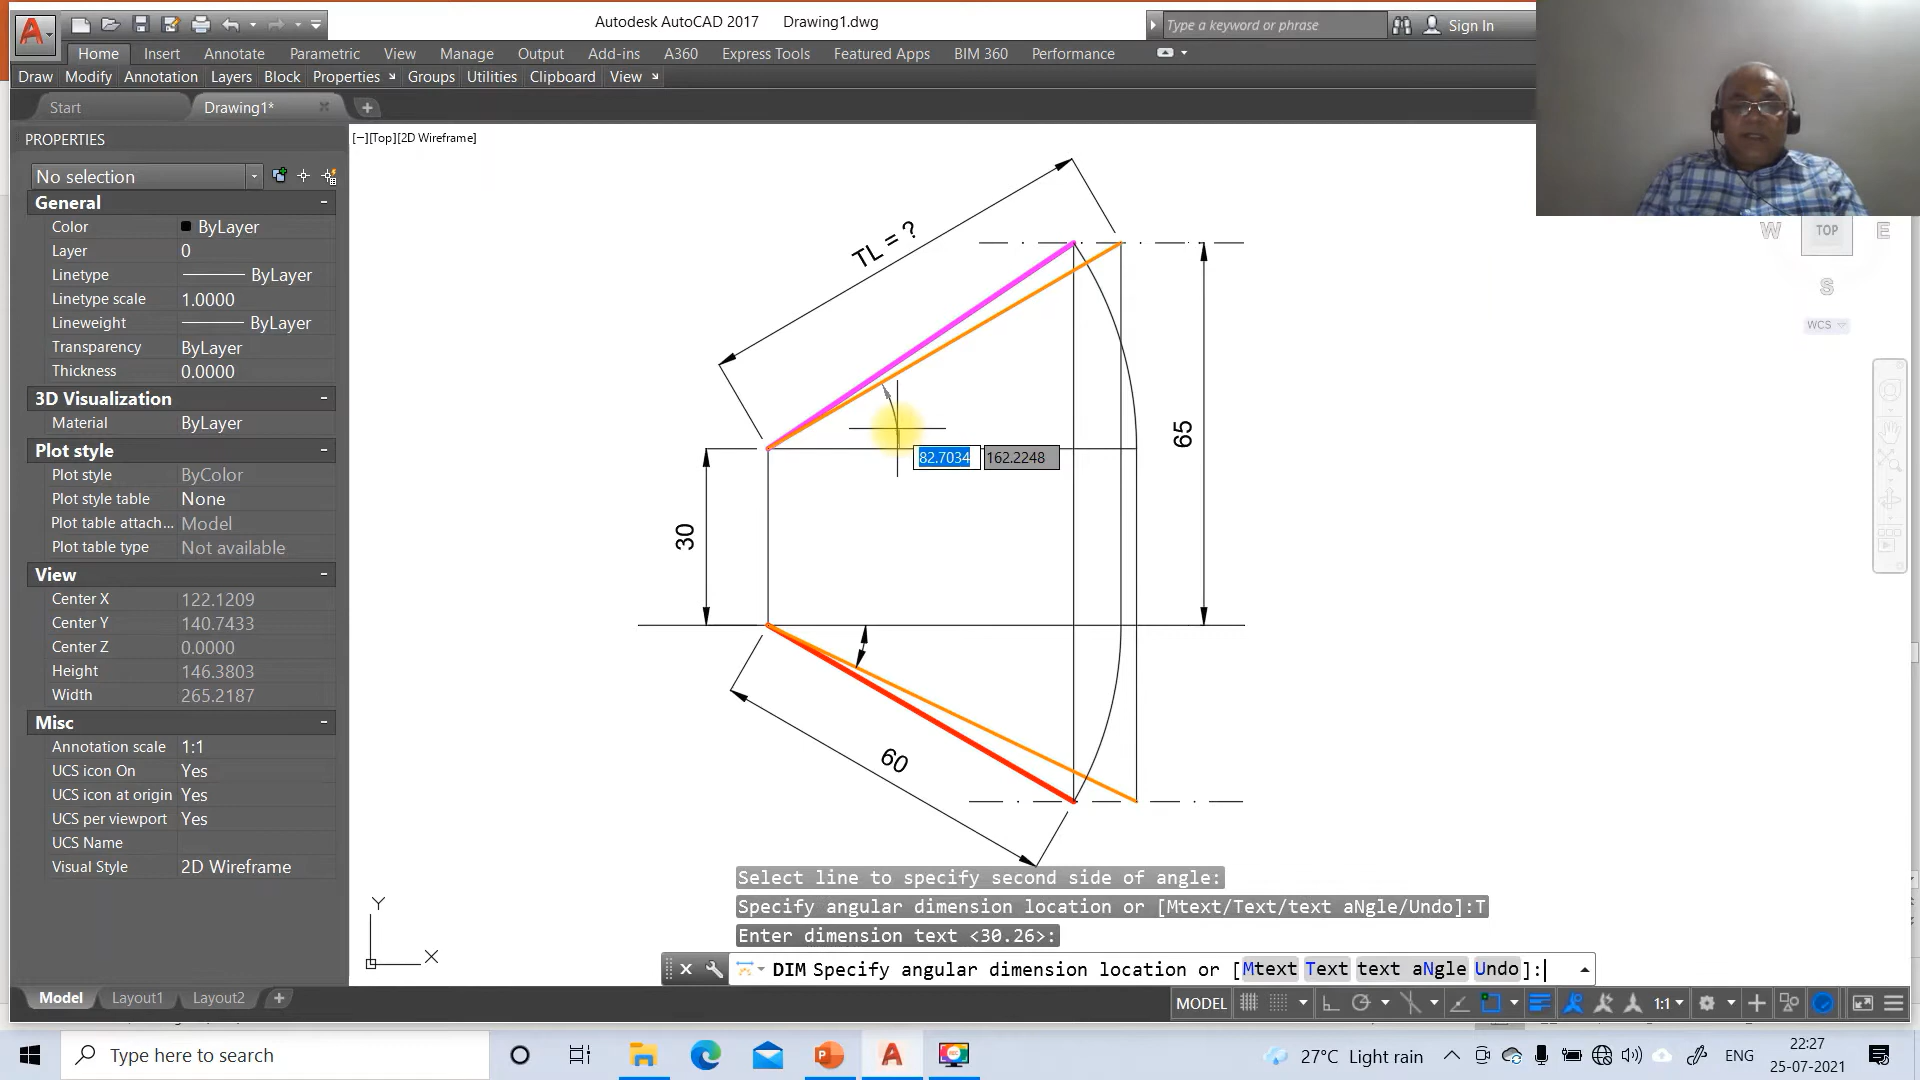 Autodesk AutoCAD 2017 Drawing1.dwg
Type a keyword or phrase
Sign In
Home Insert Annotate Parametric View Manage Output Add-ins A360 Express Tools Featured Apps BIM 360 Performance
Draw Modify Annotation Layers Block Properties Groups Utilities Clipboard View
Start Drawing1*
PROPERTIES
[−][Top][2D Wireframe]
No selection
General
Color ByLayer
Layer 0
Linetype ByLayer
Linetype scale 1.0000
Lineweight ByLayer
Transparency ByLayer
Thickness 0.0000
3D Visualization
Material ByLayer
Plot style
Plot style ByColor
Plot style table None
Plot table attach... Model
Plot table type Not available
View
Center X 122.1209
Center Y 140.7433
Center Z 0.0000
Height 146.3803
Width 265.2187
Misc
Annotation scale 1:1
UCS icon On Yes
UCS icon at origin Yes
UCS per viewport Yes
UCS Name
Visual Style 2D Wireframe
TL = ?
65
82.7034 162.2248
30
60
W TOP E
S
WCS
Y
X
Select line to specify second side of angle:
Specify angular dimension location or [Mtext/Text/text aNgle/Undo]:T
Enter dimension text <30.26>:
DIM Specify angular dimension location or [Mtext Text text aNgle Undo]:
Model Layout1 Layout2
MODEL 1:1
Type here to search
27°C Light rain
ENG
22:27
25-07-2021